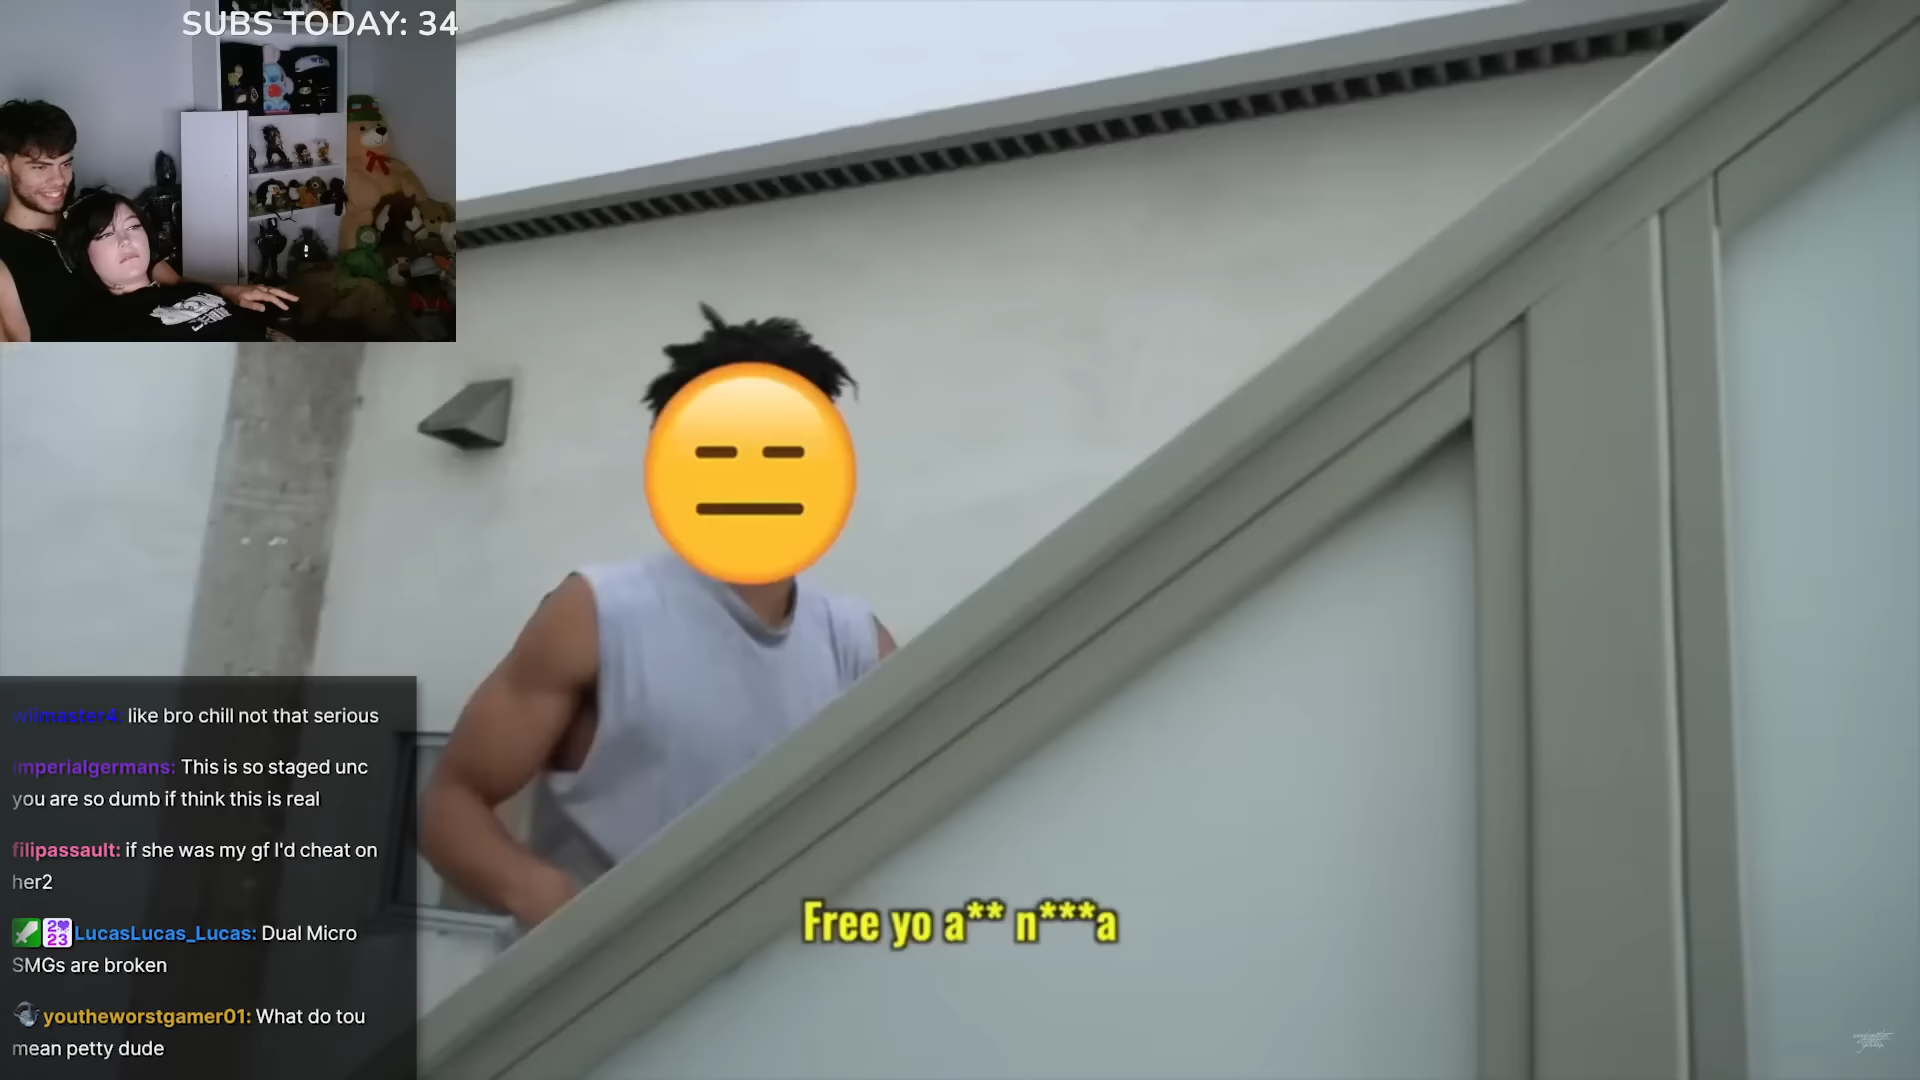 SUBS TODAY: 34
wiimaster4: like bro chill not that serious
imperialgermans: This is so staged unc
you are so dumb if think this is real
filipassault: if she was my gf I'd cheat on
her2
LucasLucas_Lucas: Dual Micro
SMGs are broken
youtheworstgamer01: What do tou
mean petty dude
Free yo a** n***a